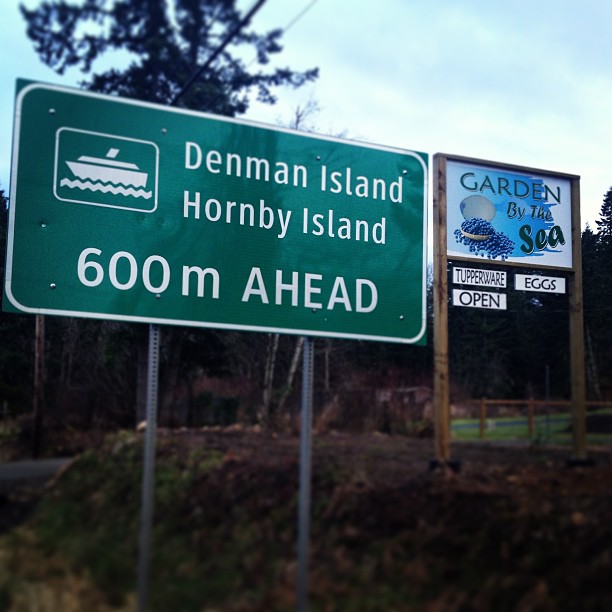 Denman Island
Hornby Island
600m AHEAD
GARDEN
By The
Sea
TUPPERWARE
EGGS
OPEN